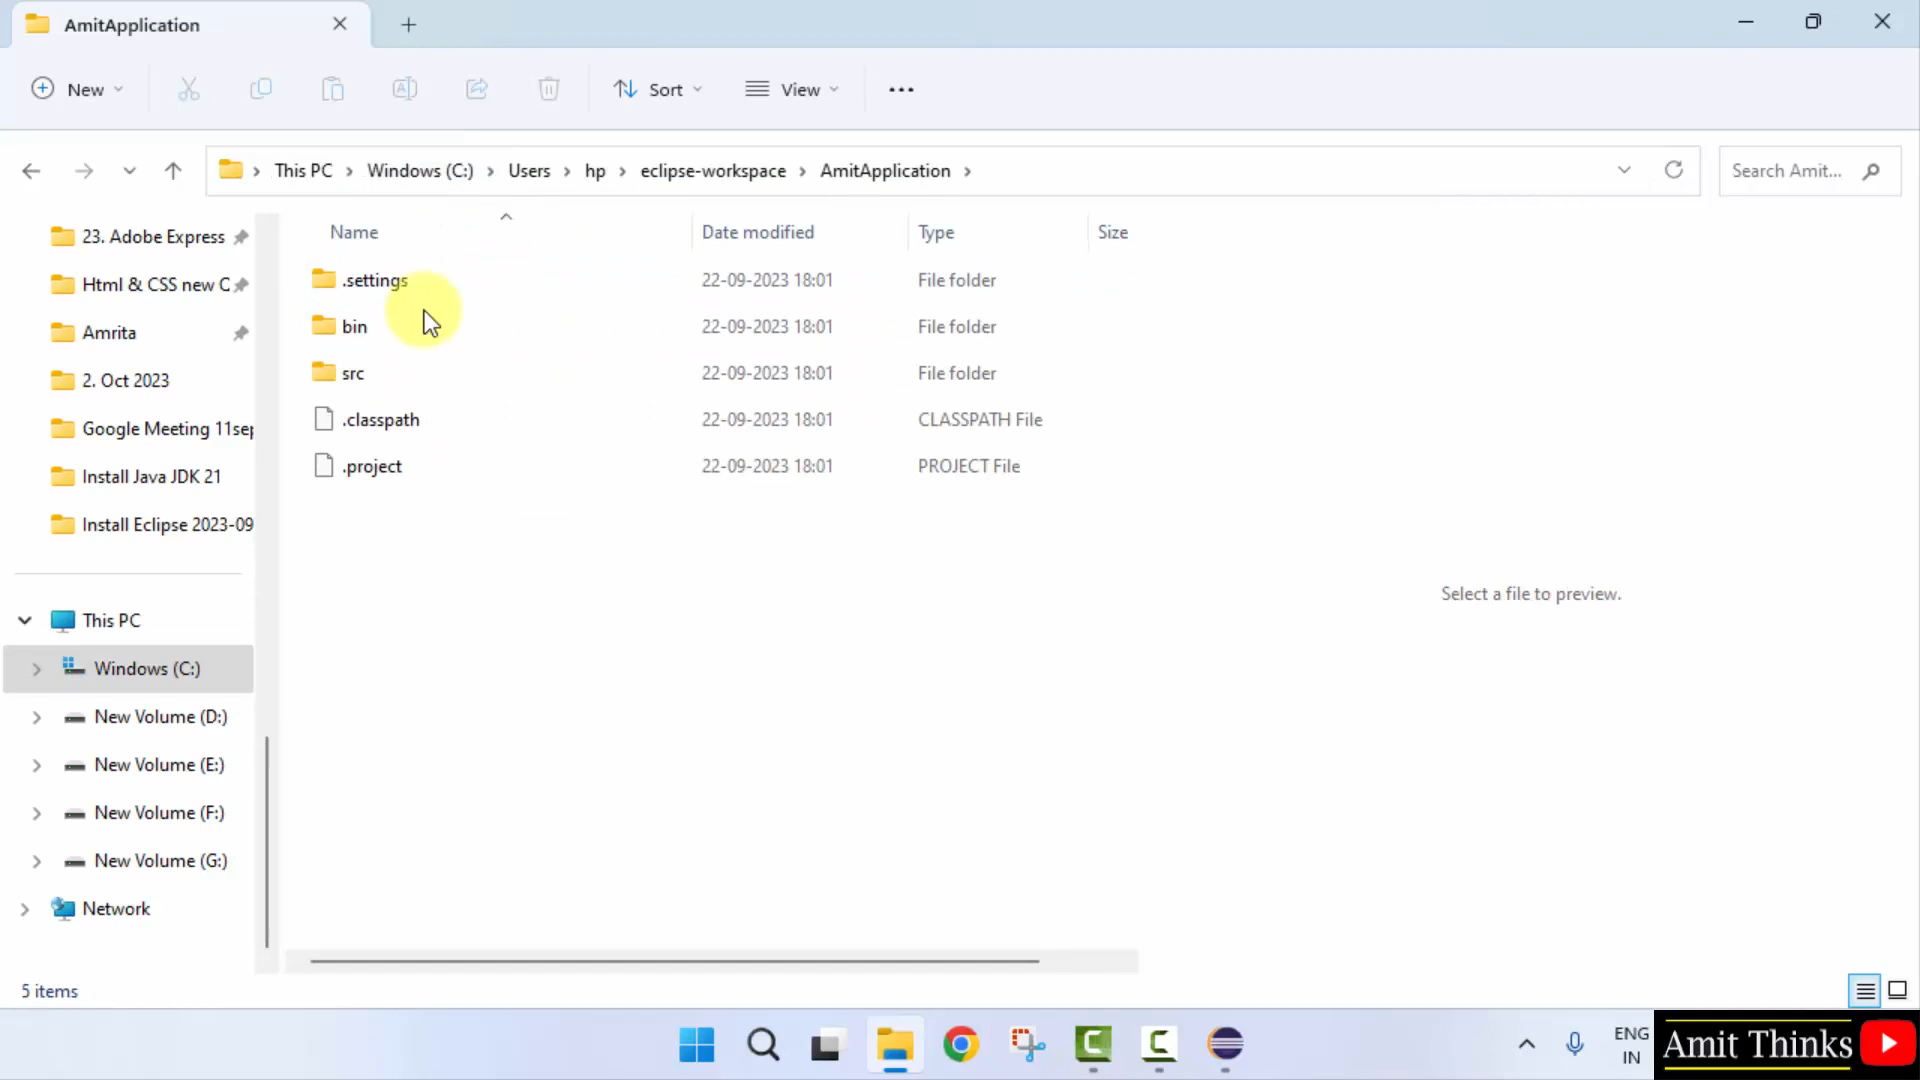 AmitApplication
New
Sort
View
This PC
Windows (C:)
Users
hp
eclipse-workspace
AmitApplication
Search Amit...
23. Adobe Express
Html & CSS new C
Amrita
2. Oct 2023
Google Meeting 11sep
Install Java JDK 21
Install Eclipse 2023-09
This PC
Windows (C:)
New Volume (D:)
New Volume (E:)
New Volume (F:)
New Volume (G:)
Network
Name Date modified Type Size
.settings 22-09-2023 18:01 File folder
bin 22-09-2023 18:01 File folder
src 22-09-2023 18:01 File folder
.classpath 22-09-2023 18:01 CLASSPATH File
.project 22-09-2023 18:01 PROJECT File
Select a file to preview.
5 items
ENG
IN
Amit Thinks